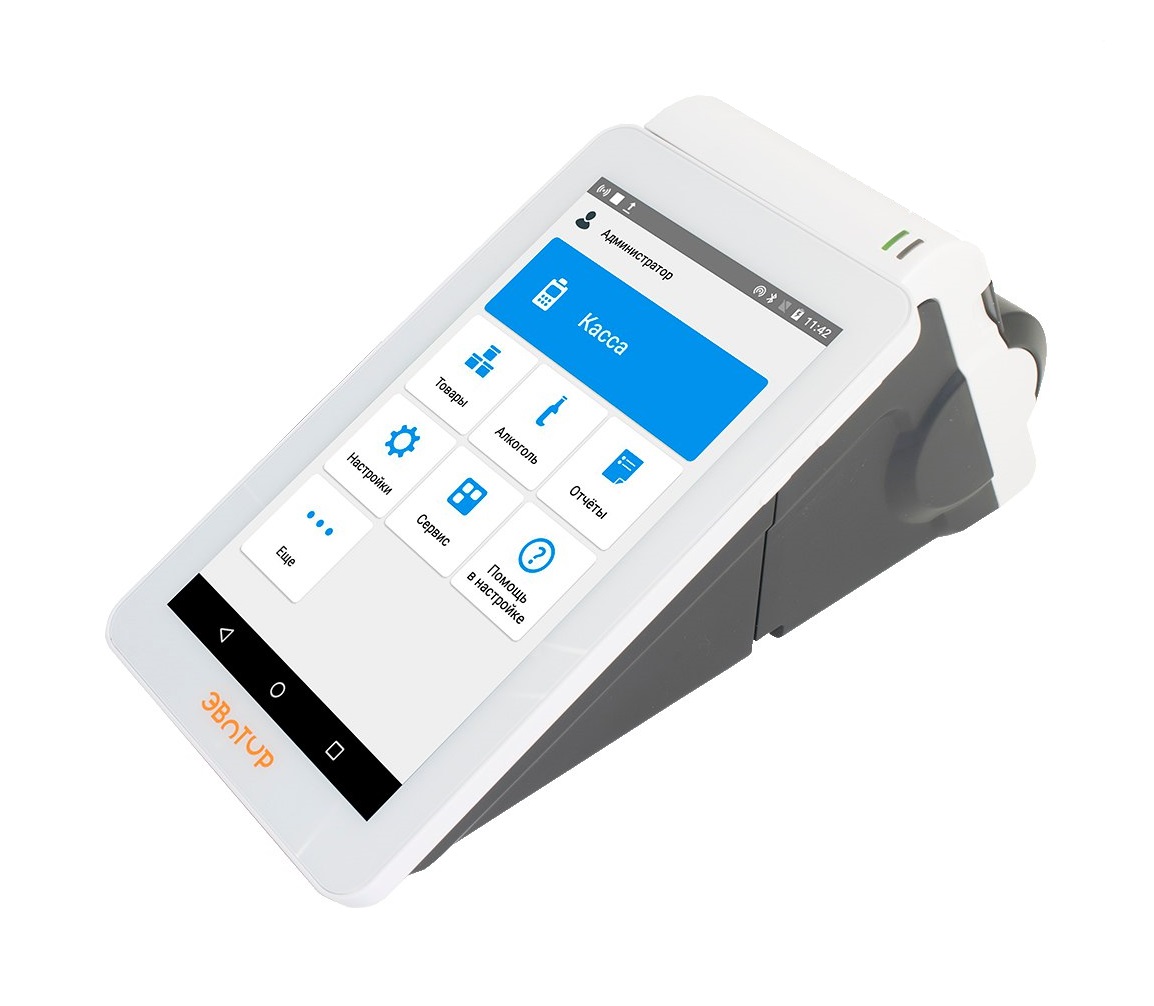 11:42
Администратор
Касса
Товары
Алкоголь
Отчёты
Настройки
Сервис
Помощь
в настройке
Еще
ЭВОТОР